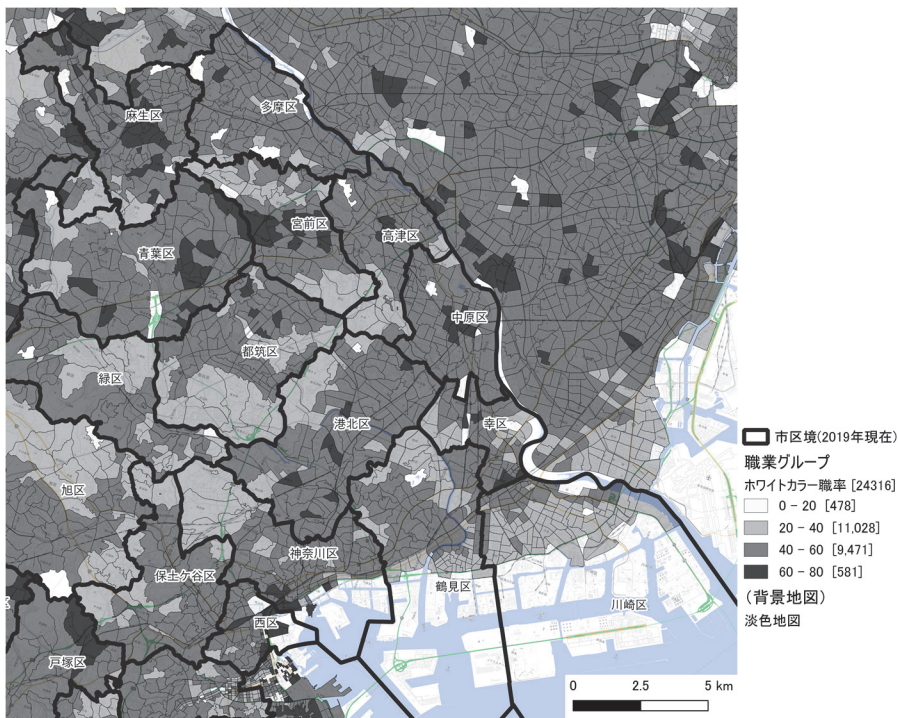 麻生区
多摩区
宮前区
高津区
青葉区
中原区
都筑区
緑区
港北区
幸区
旭区
神奈川区
保土ケ谷区
鶴見区
川崎区
西区
戸塚区
0 2.5 5 km
市区境(2019年現在)
職業グループ
ホワイトカラー職率 [24316]
0 - 20 [478]
20 - 40 [11,028]
40 - 60 [9,471]
60 - 80 [581]
(背景地図)
淡色地図